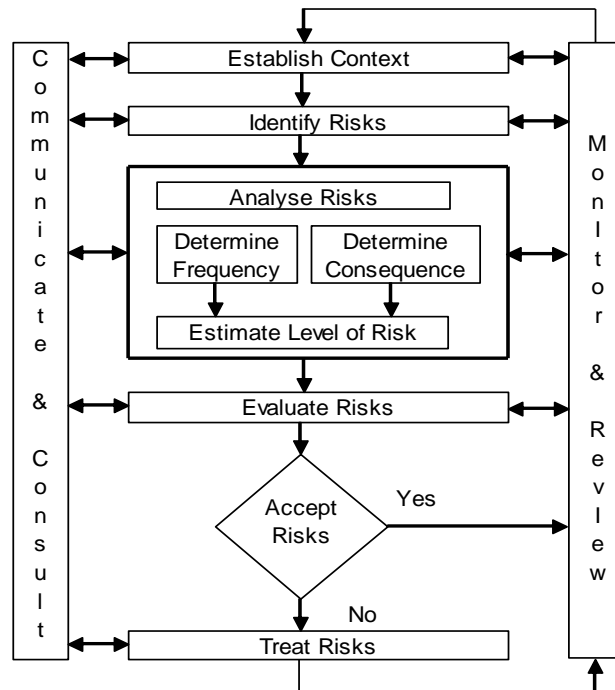 Communicate & Consult
Establish Context
Identify Risks
Analyse Risks
Determine
Frequency
Determine
Consequence
Estimate Level of Risk
Evaluate Risks
Accept
Risks
Yes
No
Treat Risks
MonItor & RevIew